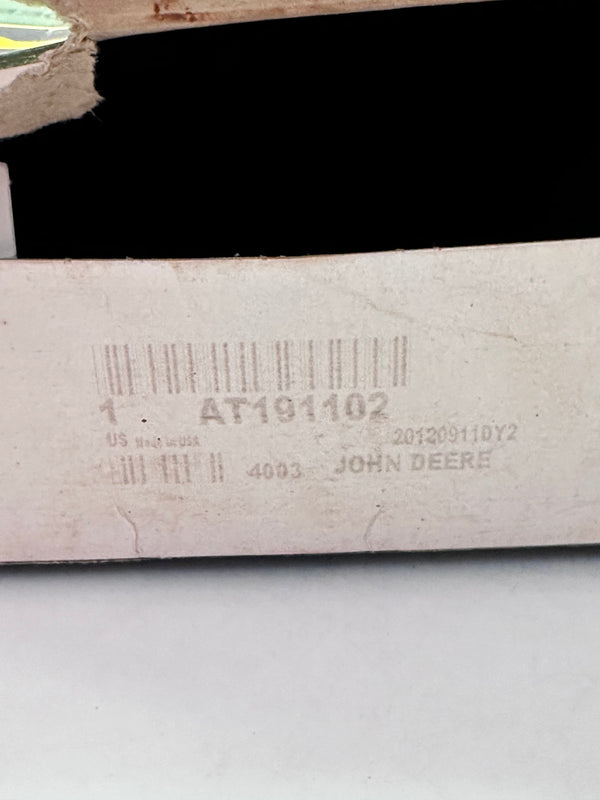 1 AT191102
US Made in USA 20120911DY2
4003 JOHN DEERE